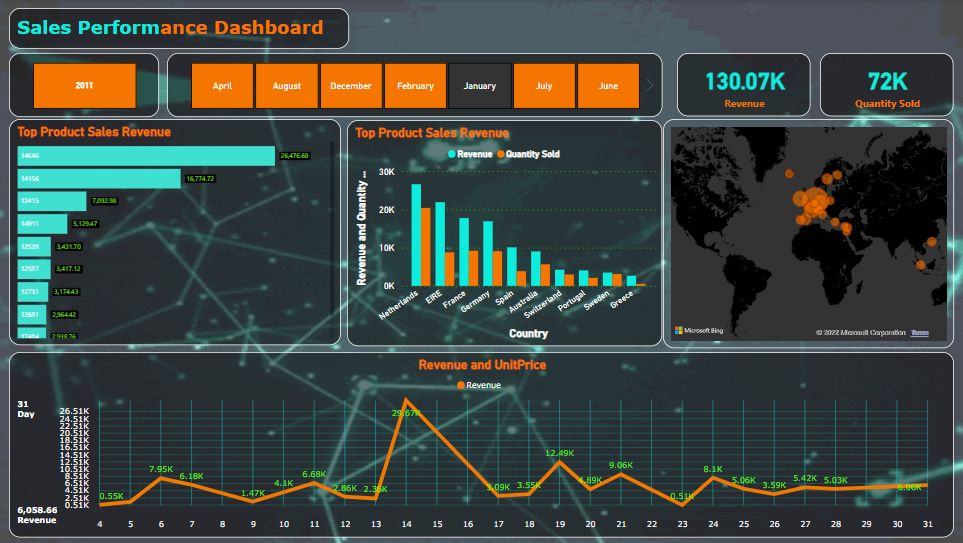 Sales Performance Dashboard
2011
April August December February January July June
130.07K
Revenue
72K
Quantity Sold
Top Product Sales Revenue
14646 26,476.68
14156 16,774.72
12415 7,092.98
14911 5,129.47
12539 3,431.70
12557 3,417.12
12731 3,174.43
12681 2,964.42
17404 2,938.76
Top Product Sales Revenue
Revenue Quantity Sold
Revenue and Quantity ...
30K
20K
10K
0K
Netherlands EIRE France Germany Spain Australia Switzerland Portugal Sweden Greece
Country
Microsoft Bing
© 2022 Microsoft Corporation Terms
Revenue and UnitPrice
Revenue
31
Day
26.51K
24.51K
22.51K
20.51K
18.51K
16.51K
14.51K
12.51K
10.51K
8.51K
6.51K
4.51K
2.51K
0.51K
6,058.66
Revenue
0.55K 7.95K 6.18K 1.47K 4.1K 6.68K 2.86K 29.67K 3.09K 3.55K 12.49K 4.89K 9.06K 0.51K 8.1K 5.06K 3.59K 5.42K 5.03K 6.06K
4 5 6 7 8 9 10 11 12 13 14 15 16 17 18 19 20 21 22 23 24 25 26 27 28 29 30 31